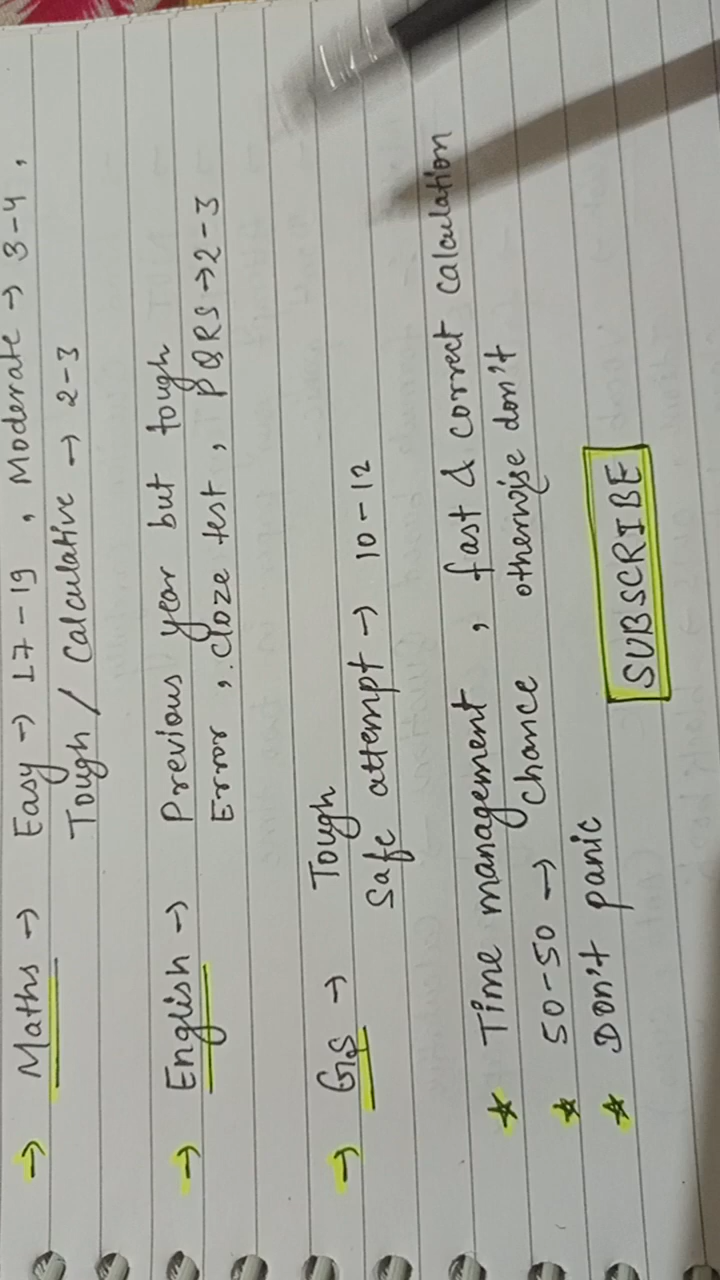 → Maths → Easy → 17-19 , Moderate → 3-4 ,
Tough / Calculative → 2-3
→ English → Previous year but tough
Error , cloze test , PQRS → 2-3
→ GS → Tough
Safe attempt → 10-12
★ Time management , fast & correct calculation
★ 50-50 → chance otherwise don't
★ Don't panic
SUBSCRIBE